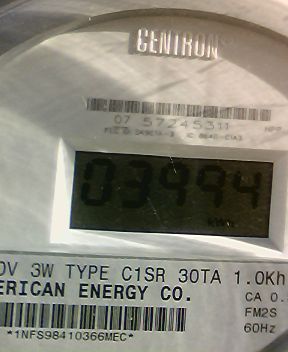 CENTRON
07 57245311
03994
kWh
0V 3W TYPE C1SR 30TA 1.0Kh
ERICAN ENERGY CO.
CA 0.
FM2S
60Hz
*1NFS98410366MEC*